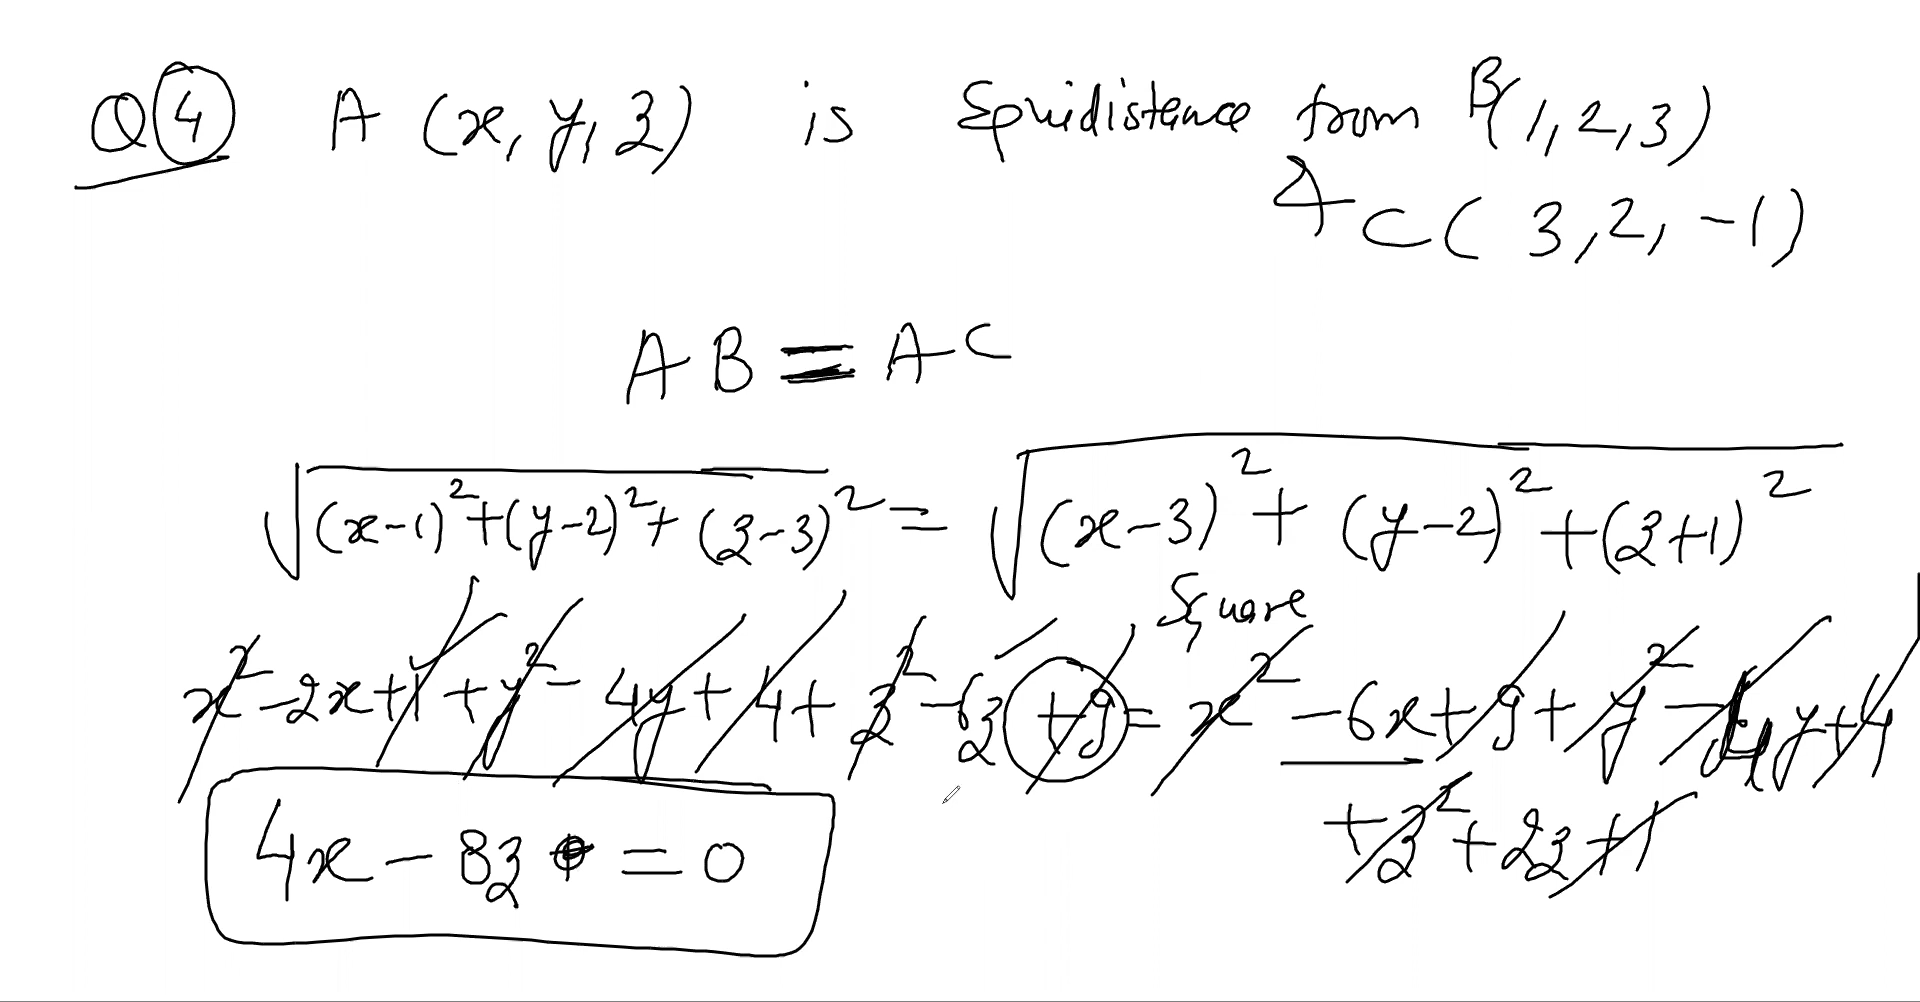 Q④ A (x, y, z) is Equidistance from B(1, 2, 3)
& C( 3, 2, -1)
AB = AC
√((x-1)²+(y-2)²+(z-3)²) = √((x-3)²+(y-2)²+(z+1)²)
Square
x²-2x+1+y²-4y+4+z²-6z+9=x²-6x+9+y²-4y+4
+z²+2z+1
4x-8z = 0